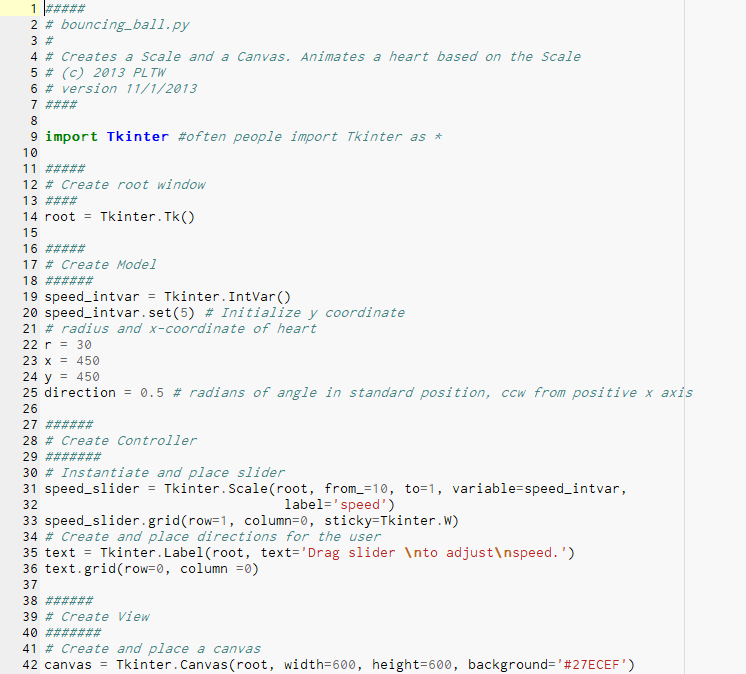 1 #####
2 # bouncing_ball.py
3 #
4 # Creates a Scale and a Canvas. Animates a heart based on the Scale
5 # (c) 2013 PLTW
6 # version 11/1/2013
7 ####
8
9 import Tkinter #often people import Tkinter as *
10
11 #####
12 # Create root window
13 ####
14 root = Tkinter.Tk()
15
16 #####
17 # Create Model
18 ######
19 speed_intvar = Tkinter.IntVar()
20 speed_intvar.set(5) # Initialize y coordinate
21 # radius and x-coordinate of heart
22 r = 30
23 x = 450
24 y = 450
25 direction = 0.5 # radians of angle in standard position, ccw from positive x axis
26
27 ######
28 # Create Controller
29 #######
30 # Instantiate and place slider
31 speed_slider = Tkinter.Scale(root, from_=10, to=1, variable=speed_intvar,
32                               label='speed')
33 speed_slider.grid(row=1, column=0, sticky=Tkinter.W)
34 # Create and place directions for the user
35 text = Tkinter.Label(root, text='Drag slider \nto adjust\nspeed.')
36 text.grid(row=0, column =0)
37
38 ######
39 # Create View
40 #######
41 # Create and place a canvas
42 canvas = Tkinter.Canvas(root, width=600, height=600, background='#27ECEF')